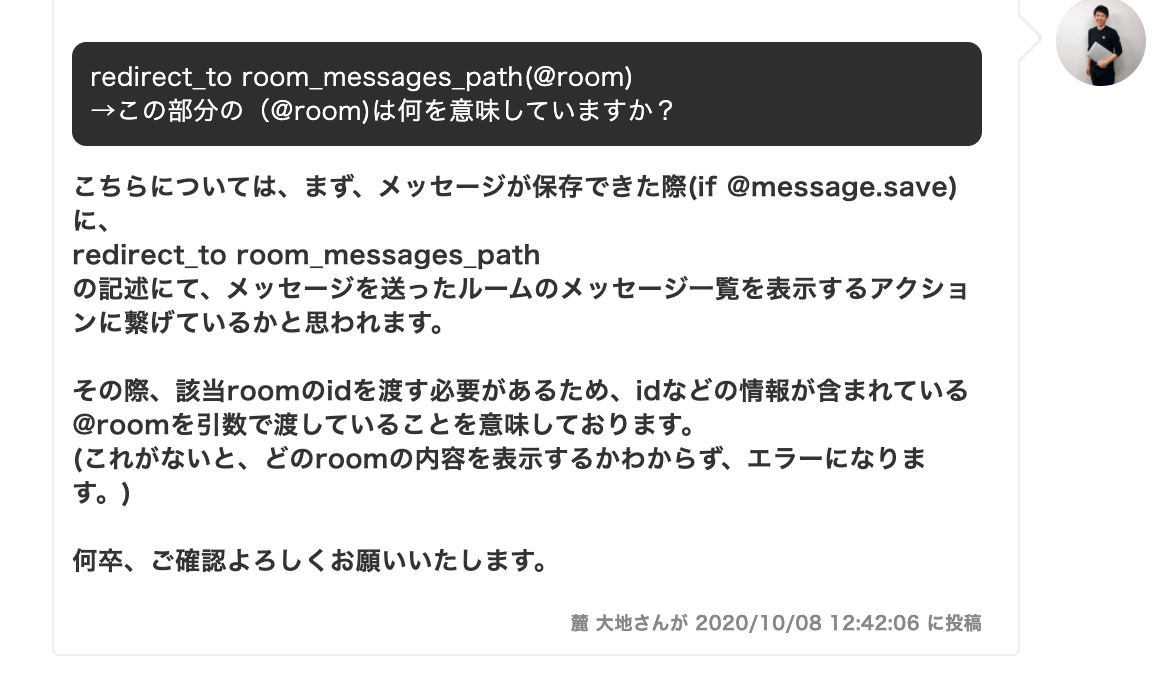 redirect_to room_messages_path(@room)
→この部分の（@room)は何を意味していますか？
こちらについては、まず、メッセージが保存できた際(if @message.save)
に、
redirect_to room_messages_path
の記述にて、メッセージを送ったルームのメッセージ一覧を表示するアクショ
ンに繋げているかと思われます。
その際、該当roomのidを渡す必要があるため、idなどの情報が含まれている
@roomを引数で渡していることを意味しております。
(これがないと、どのroomの内容を表示するかわからず、エラーになりま
す。)
何卒、ご確認よろしくお願いいたします。
麓 大地さんが 2020/10/08 12:42:06 に投稿